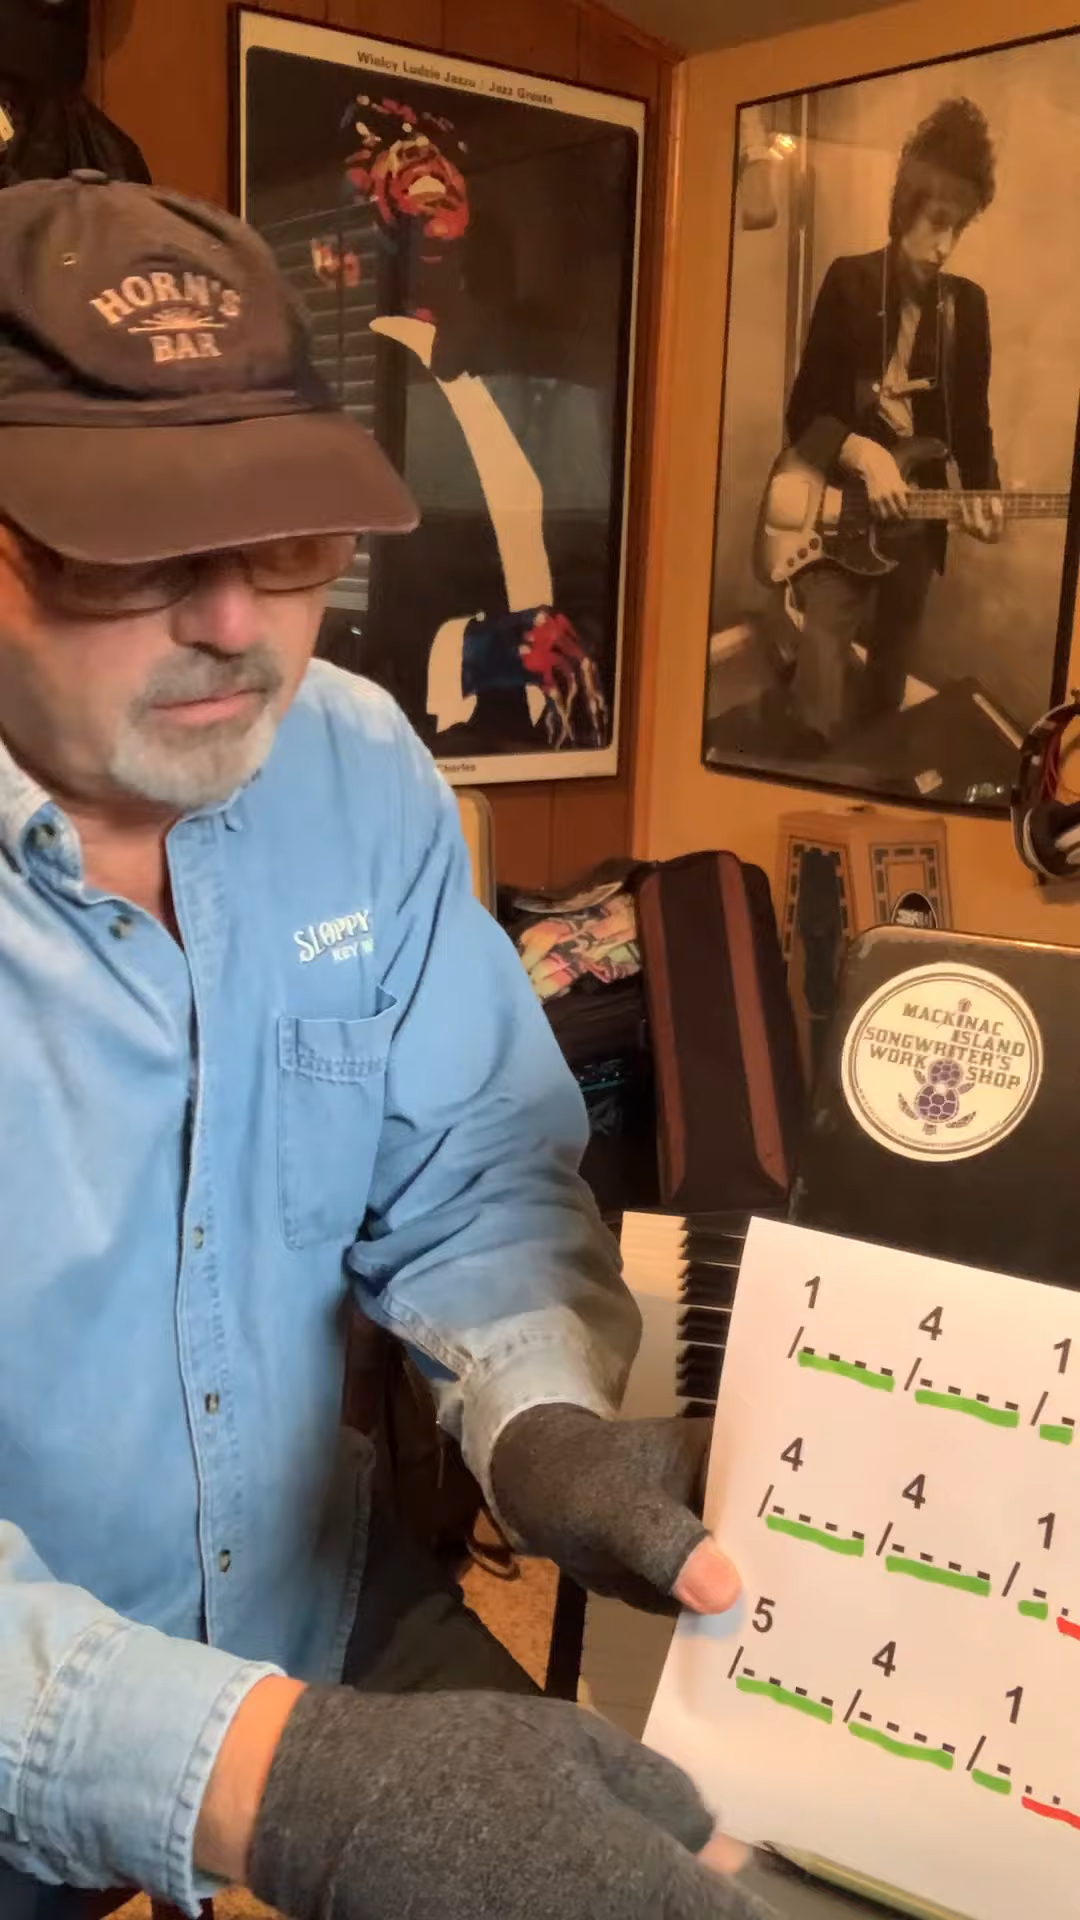 Wielcy Ludzie Jazzu / Jazz Greats
Charles
HORN'S
BAR
SLOPPY
KEY W
MACKINAC
ISLAND
SONGWRITER'S
WORK SHOP
1 4 1
/ - - - - / - - - - / -
4 4 1
/ - - - - / - - - - / - .
5 4 1
/ - - - - / - - - - / - . .